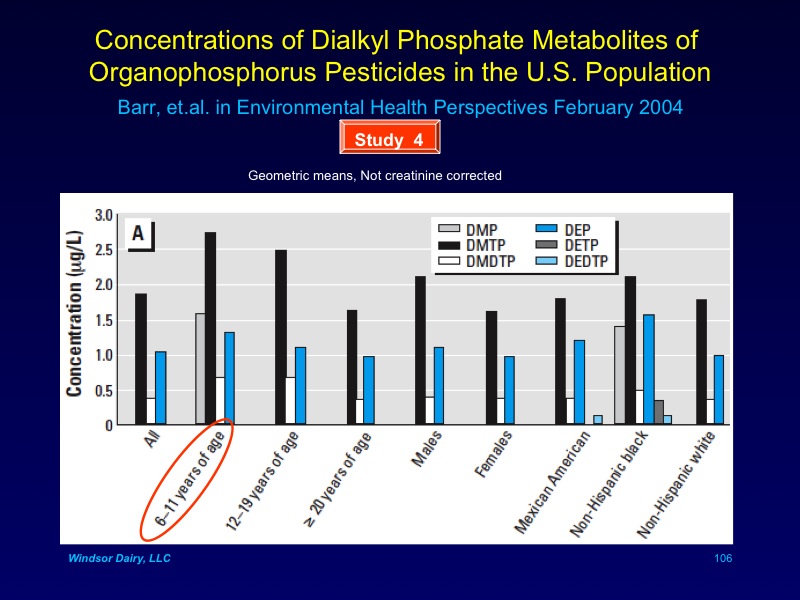 Concentrations of Dialkyl Phosphate Metabolites of
Organophosphorus Pesticides in the U.S. Population
Barr, et.al. in Environmental Health Perspectives February 2004
Study 4
Geometric means, Not creatinine corrected
A
DMP
DMTP
DMDTP
DEP
DETP
DEDTP
Concentration (µg/L)
3.0
2.5
2.0
1.5
1.0
0.5
0
All
6–11 years of age
12–19 years of age
≥ 20 years of age
Males
Females
Mexican American
Non-Hispanic black
Non-Hispanic white
Windsor Dairy, LLC
106